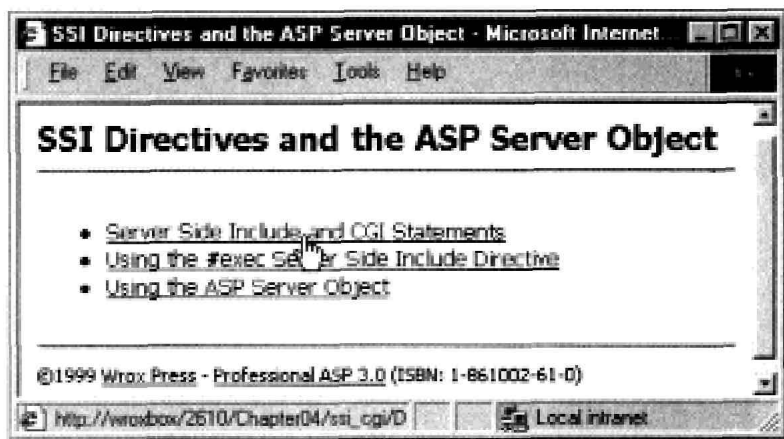 SSI Directives and the ASP Server Object - Microsoft Internet...
File Edit View Favorites Tools Help
SSI Directives and the ASP Server Object
• Server Side Include and CGI Statements
• Using the #exec Server Side Include Directive
• Using the ASP Server Object
©1999 Wrox Press - Professional ASP 3.0 (ISBN: 1-861002-61-0)
http://wroxbox/2610/Chapter04/ssi_cgi/D Local intranet